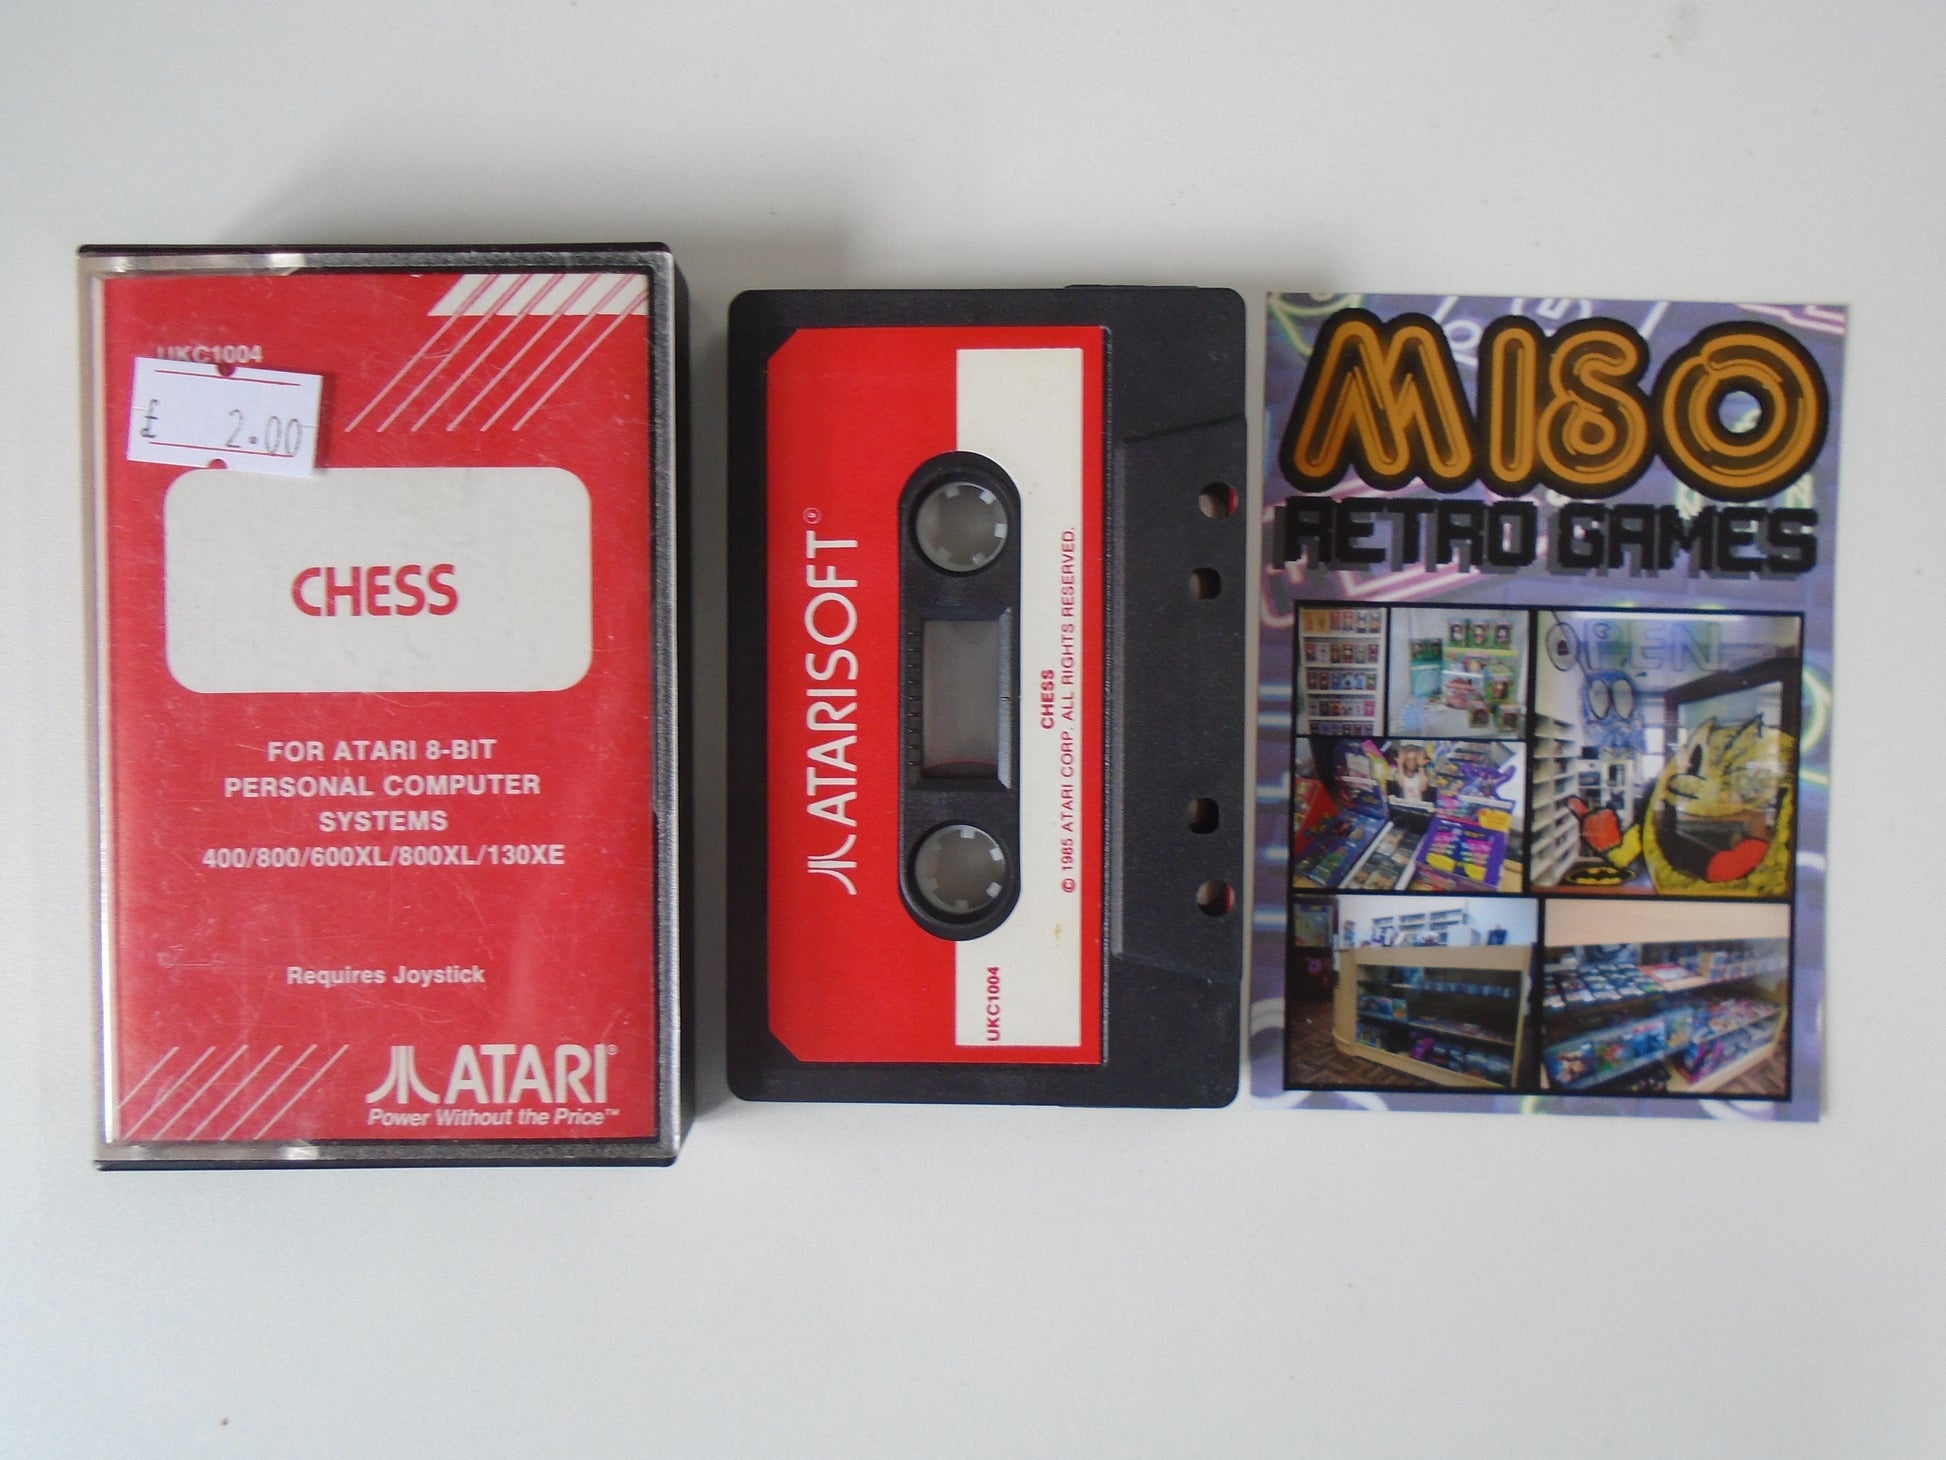 UKC1004
£ 2.00
CHESS
FOR ATARI 8-BIT
PERSONAL COMPUTER
SYSTEMS
400/800/600XL/800XL/130XE
Requires Joystick
ATARI®
Power Without the Price™
ATARISOFT®
CHESS
© 1985 ATARI CORP. ALL RIGHTS RESERVED.
UKC1004
MISO
RETRO GAMES
OPEN